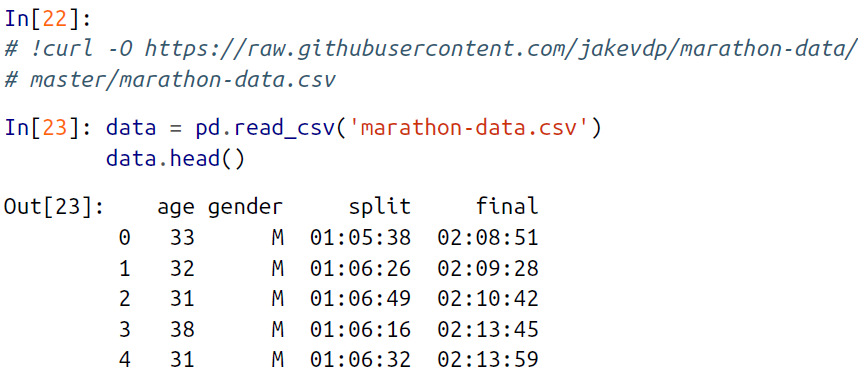 In[22]:
# !curl -O https://raw.githubusercontent.com/jakevdp/marathon-data/
# master/marathon-data.csv
In[23]: data = pd.read_csv('marathon-data.csv')
data.head()
Out[23]: age gender split final
0 33 M 01:05:38 02:08:51
1 32 M 01:06:26 02:09:28
2 31 M 01:06:49 02:10:42
3 38 M 01:06:16 02:13:45
4 31 M 01:06:32 02:13:59